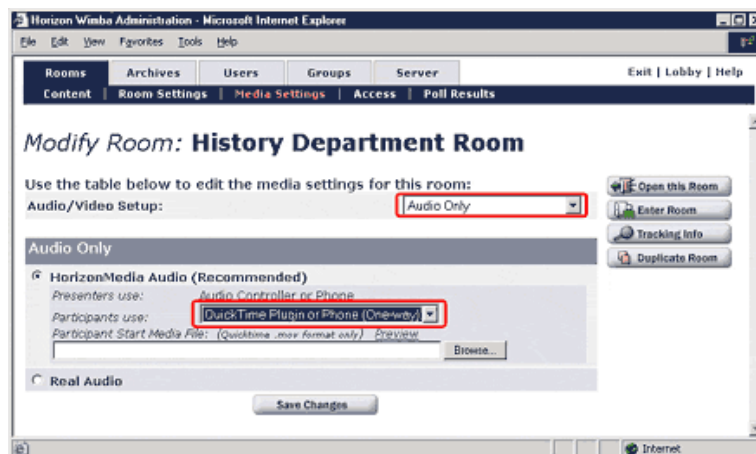 Horizon Wimba Administration - Microsoft Internet Explorer
File Edit View Favorites Tools Help
Rooms Archives Users Groups Server Exit | Lobby | Help
Content | Room Settings | Media Settings | Access | Poll Results
Modify Room: History Department Room
Use the table below to edit the media settings for this room:
Audio/Video Setup: Audio Only
Open this Room
Enter Room
Tracking Info
Duplicate Room
Audio Only
HorizonMedia Audio (Recommended)
Presenters use: Audio Controller or Phone
Participants use: QuickTime Plugin or Phone (One-way)
Participant Start Media File: (Quicktime .mov format only) Preview
Browse...
Real Audio
Save Changes
Internet